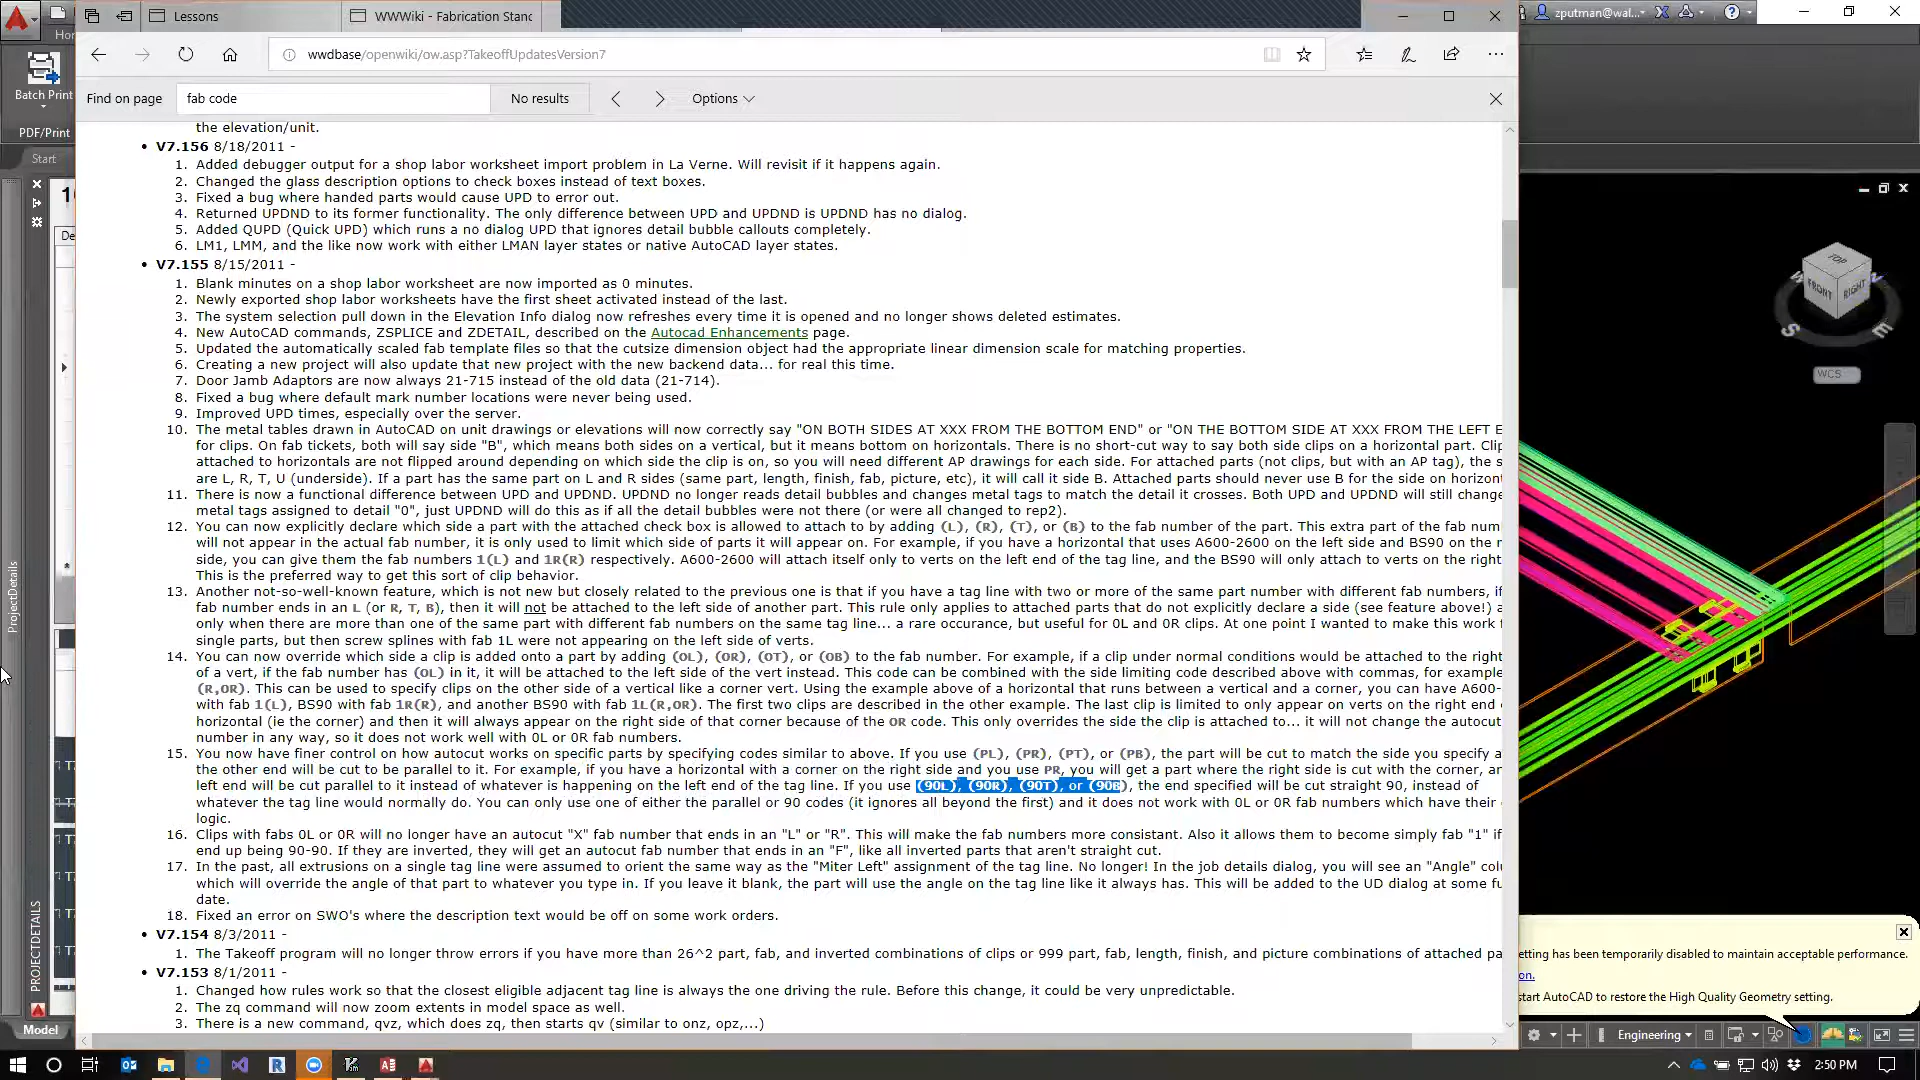 Lessons
WWWiki - Fabrication Stanc
zputman@wal...
wwdbase/openwiki/ow.asp?TakeoffUpdatesVersion7
Find on page
fab code
No results
Options
Batch Print
PDF/Print
Start
the elevation/unit.
• V7.156 8/18/2011 -
1. Added debugger output for a shop labor worksheet import problem in La Verne. Will revisit if it happens again.
2. Changed the glass description options to check boxes instead of text boxes.
3. Fixed a bug where handed parts would cause UPD to error out.
4. Returned UPDND to its former functionality. The only difference between UPD and UPDND is UPDND has no dialog.
5. Added QUPD (Quick UPD) which runs a no dialog UPD that ignores detail bubble callouts completely.
6. LM1, LMM, and the like now work with either LMAN layer states or native AutoCAD layer states.
• V7.155 8/15/2011 -
1. Blank minutes on a shop labor worksheet are now imported as 0 minutes.
2. Newly exported shop labor worksheets have the first sheet activated instead of the last.
3. The system selection pull down in the Elevation Info dialog now refreshes every time it is opened and no longer shows deleted estimates.
4. New AutoCAD commands, ZSPLICE and ZDETAIL, described on the Autocad Enhancements page.
5. Updated the automatically scaled fab template files so that the cutsize dimension object had the appropriate linear dimension scale for matching properties.
6. Creating a new project will also update that new project with the new backend data... for real this time.
7. Door Jamb Adaptors are now always 21-715 instead of the old data (21-714).
8. Fixed a bug where default mark number locations were never being used.
9. Improved UPD times, especially over the server.
10. The metal tables drawn in AutoCAD on unit drawings or elevations will now correctly say "ON BOTH SIDES AT XXX FROM THE BOTTOM END" or "ON THE BOTTOM SIDE AT XXX FROM THE LEFT E
for clips. On fab tickets, both will say side "B", which means both sides on a vertical, but it means bottom on horizontals. There is no short-cut way to say both side clips on a horizontal part. Clip
attached to horizontals are not flipped around depending on which side the clip is on, so you will need different AP drawings for each side. For attached parts (not clips, but with an AP tag), the s
are L, R, T, U (underside). If a part has the same part on L and R sides (same part, length, finish, fab, picture, etc), it will call it side B. Attached parts should never use B for the side on horizon
11. There is now a functional difference between UPD and UPDND. UPDND no longer reads detail bubbles and changes metal tags to match the detail it crosses. Both UPD and UPDND will still change
metal tags assigned to detail "0", just UPDND will do this as if all the detail bubbles were not there (or were all changed to rep2).
12. You can now explicitly declare which side a part with the attached check box is allowed to attach to by adding (L), (R), (T), or (B) to the fab number of the part. This extra part of the fab num
will not appear in the actual fab number, it is only used to limit which side of parts it will appear on. For example, if you have a horizontal that uses A600-2600 on the left side and BS90 on the r
side, you can give them the fab numbers 1(L) and 1R(R) respectively. A600-2600 will attach itself only to verts on the left end of the tag line, and the BS90 will only attach to verts on the right
This is the preferred way to get this sort of clip behavior.
13. Another not-so-well-known feature, which is not new but closely related to the previous one is that if you have a tag line with two or more of the same part number with different fab numbers, if
fab number ends in an L (or R, T, B), then it will not be attached to the left side of another part. This rule only applies to attached parts that do not explicitly declare a side (see feature above!) a
only when there are more than one of the same part with different fab numbers on the same tag line... a rare occurance, but useful for 0L and 0R clips. At one point I wanted to make this work f
single parts, but then screw splines with fab 1L were not appearing on the left side of verts.
14. You can now override which side a clip is added onto a part by adding (OL), (OR), (OT), or (OB) to the fab number. For example, if a clip under normal conditions would be attached to the right
of a vert, if the fab number has (OL) in it, it will be attached to the left side of the vert instead. This code can be combined with the side limiting code described above with commas, for example
(R,OR). This can be used to specify clips on the other side of a vertical like a corner vert. Using the example above of a horizontal that runs between a vertical and a corner, you can have A600-
with fab 1(L), BS90 with fab 1R(R), and another BS90 with fab 1L(R,OR). The first two clips are described in the other example. The last clip is limited to only appear on verts on the right end
horizontal (ie the corner) and then it will always appear on the right side of that corner because of the OR code. This only overrides the side the clip is attached to... it will not change the autocut
number in any way, so it does not work well with 0L or 0R fab numbers.
15. You now have finer control on how autocut works on specific parts by specifying codes similar to above. If you use (PL), (PR), (PT), or (PB), the part will be cut to match the side you specify a
the other end will be cut to be parallel to it. For example, if you have a horizontal with a corner on the right side and you use PR, you will get a part where the right side is cut with the corner, an
left end will be cut parallel to it instead of whatever is happening on the left end of the tag line. If you use (90L), (90R), (90T), or (90B), the end specified will be cut straight 90, instead of
whatever the tag line would normally do. You can only use one of either the parallel or 90 codes (it ignores all beyond the first) and it does not work with 0L or 0R fab numbers which have their
logic.
16. Clips with fabs 0L or 0R will no longer have an autocut "X" fab number that ends in an "L" or "R". This will make the fab numbers more consistant. Also it allows them to become simply fab "1" if
end up being 90-90. If they are inverted, they will get an autocut fab number that ends in an "F", like all inverted parts that aren't straight cut.
17. In the past, all extrusions on a single tag line were assumed to orient the same way as the "Miter Left" assignment of the tag line. No longer! In the job details dialog, you will see an "Angle" col
which will override the angle of that part to whatever you type in. If you leave it blank, the part will use the angle on the tag line like it always has. This will be added to the UD dialog at some fu
date.
18. Fixed an error on SWO's where the description text would be off on some work orders.
• V7.154 8/3/2011 -
1. The Takeoff program will no longer throw errors if you have more than 26^2 part, fab, and inverted combinations of clips or 999 part, fab, length, finish, and picture combinations of attached pa
• V7.153 8/1/2011 -
1. Changed how rules work so that the closest eligible adjacent tag line is always the one driving the rule. Before this change, it could be very unpredictable.
2. The zq command will now zoom extents in model space as well.
3. There is a new command, qvz, which does zq, then starts qv (similar to onz, opz,...)
ProjectDetails
PROJECTDETAILS
Model
TOP
FRONT
RIGHT
S
E
WCS
etting has been temporarily disabled to maintain acceptable performance.
on.
start AutoCAD to restore the High Quality Geometry setting.
Engineering
2:50 PM